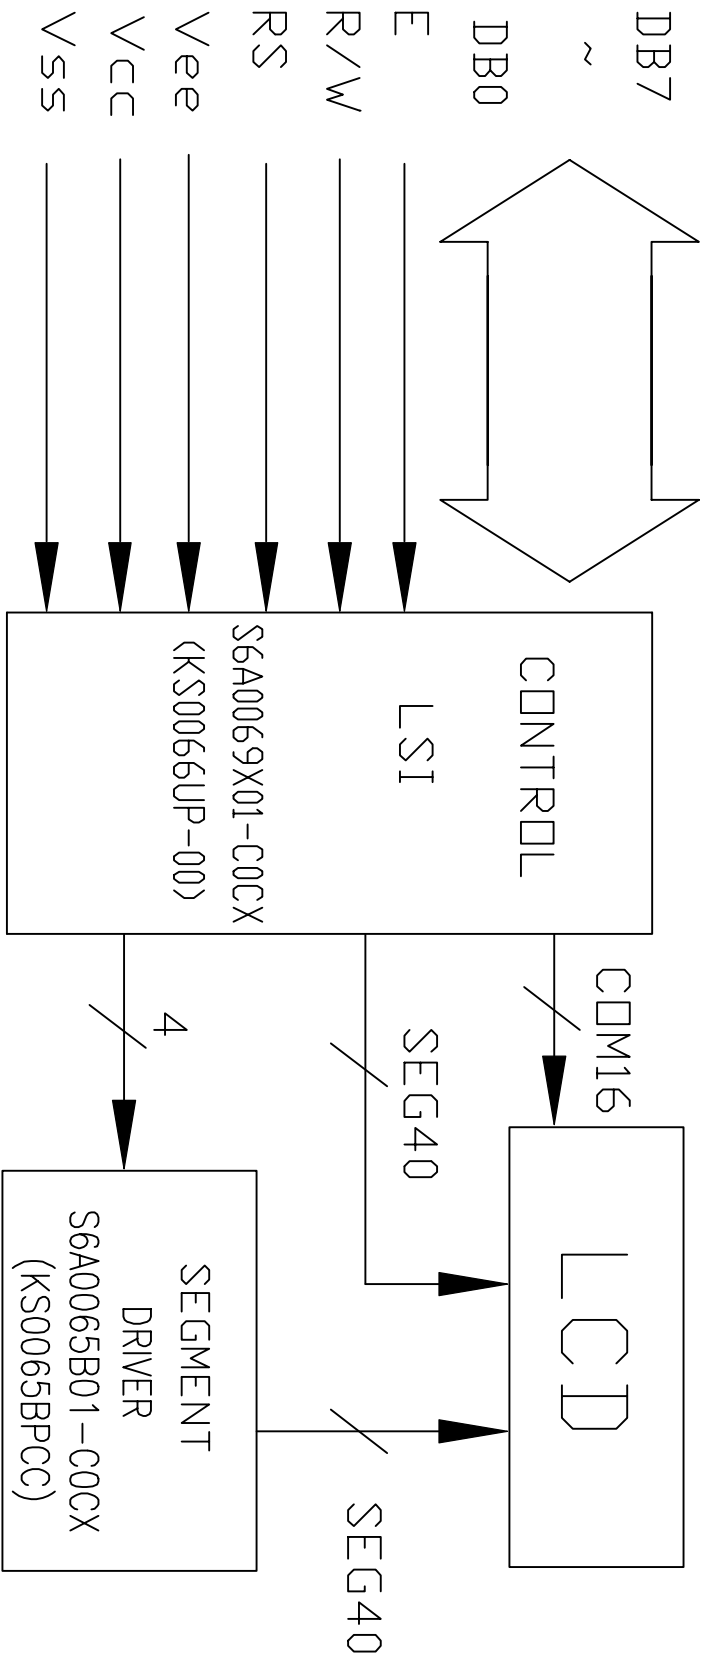 DB7
~
DB0
E
R/W
RS
Vee
Vcc
Vss
CONTROL
LSI
S6A0069X01-C0CX
(KS0066UP-00)
COM16
SEG40
4
LCD
SEGMENT
DRIVER
S6A0065B01-C0CX
(KS0065BPCC)
SEG40